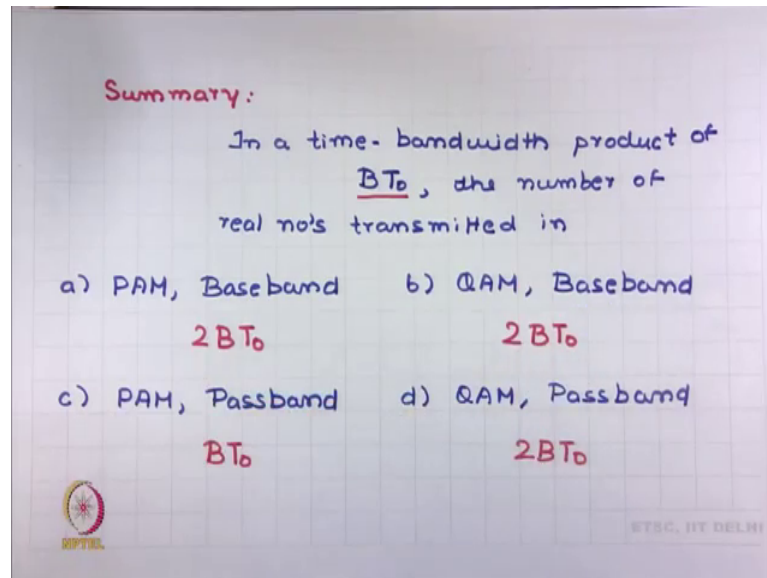 Summary:
In a time-bandwidth product of
BT₀, the number of
real no's transmitted in
a) PAM, Baseband b) QAM, Baseband
2BT₀ 2BT₀
c) PAM, Passband d) QAM, Passband
BT₀ 2BT₀
NPTEL
ETSC, IIT DELHI